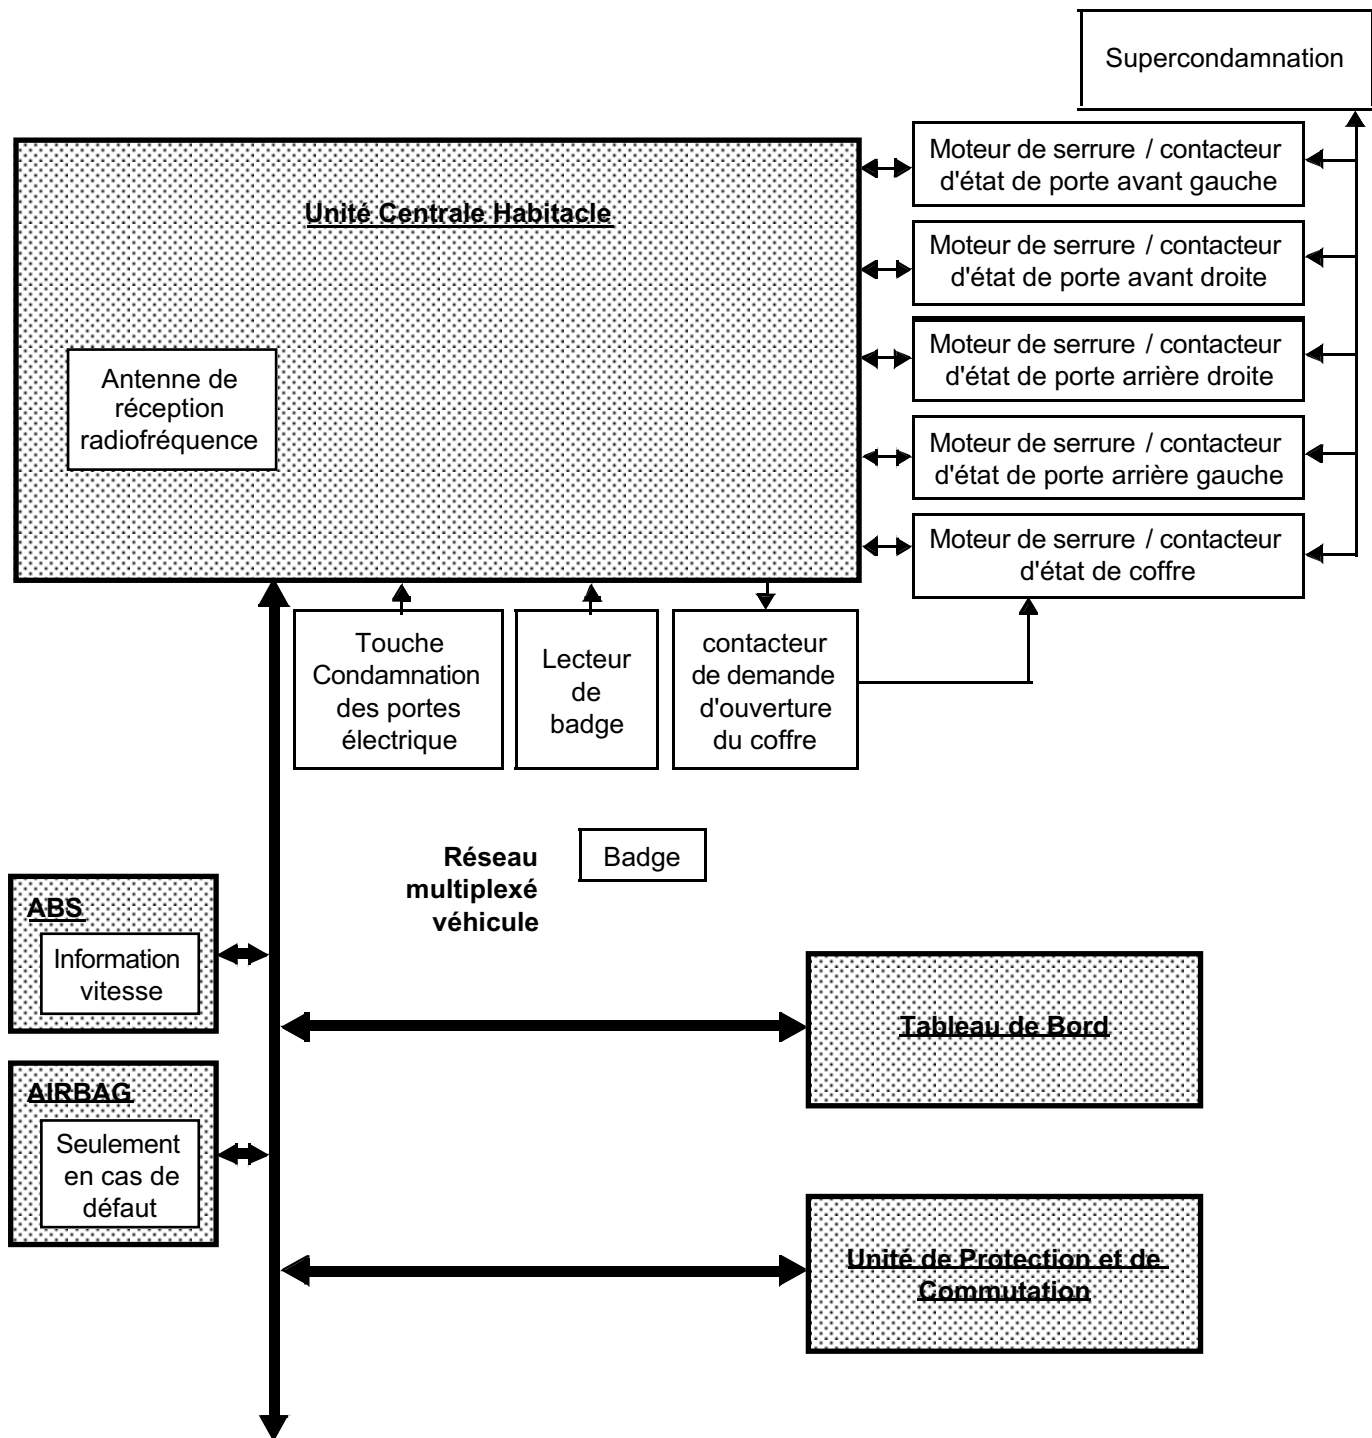 Supercondamnation
Moteur de serrure / contacteur
d'état de porte avant gauche
Unité Centrale Habitacle
Moteur de serrure / contacteur
d'état de porte avant droite
Moteur de serrure / contacteur
d'état de porte arrière droite
Antenne de
réception
radiofréquence
Moteur de serrure / contacteur
d'état de porte arrière gauche
Moteur de serrure / contacteur
d'état de coffre
Touche
Condamnation
des portes
électrique
Lecteur
de
badge
contacteur
de demande
d'ouverture
du coffre
Réseau
multiplexé
véhicule
Badge
ABS
Information
vitesse
Tableau de Bord
AIRBAG
Seulement
en cas de
défaut
Unité de Protection et de
Commutation